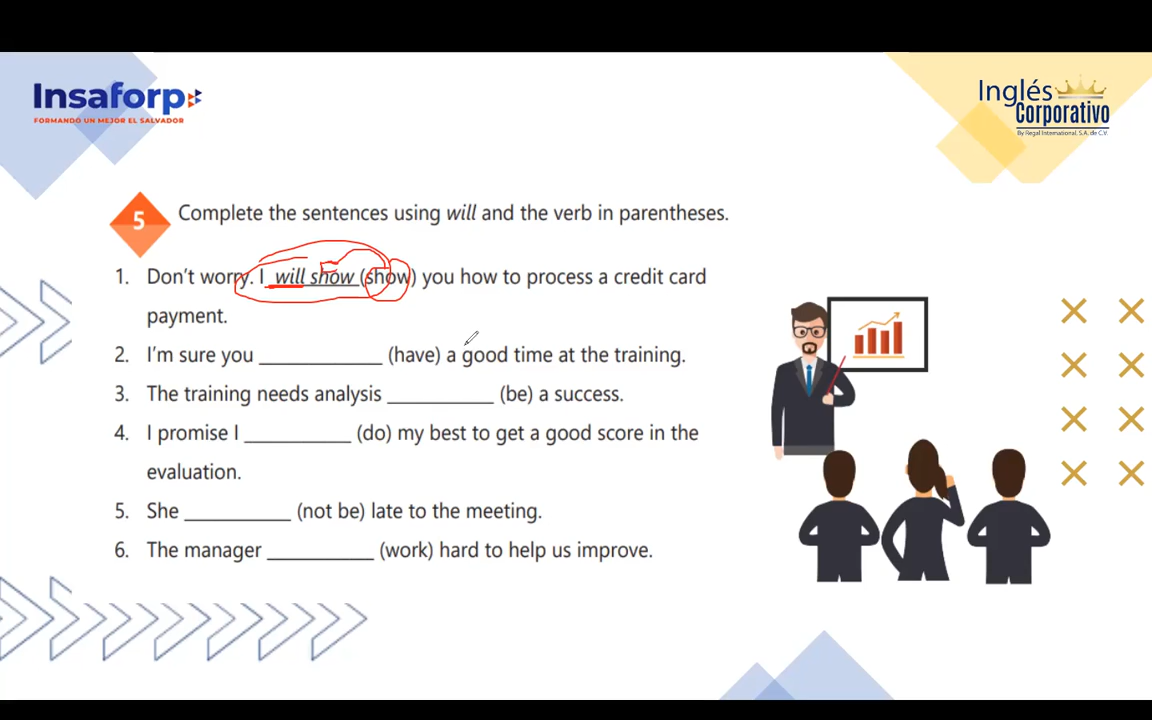 Insaforp
FORMANDO UN MEJOR EL SALVADOR
Inglés
Corporativo
By Regal International, S.A. de C.V.
5 Complete the sentences using will and the verb in parentheses.
1. Don't worry. I will show (show) you how to process a credit card
payment.
2. I'm sure you ____________ (have) a good time at the training.
3. The training needs analysis __________ (be) a success.
4. I promise I __________ (do) my best to get a good score in the
evaluation.
5. She __________ (not be) late to the meeting.
6. The manager __________ (work) hard to help us improve.